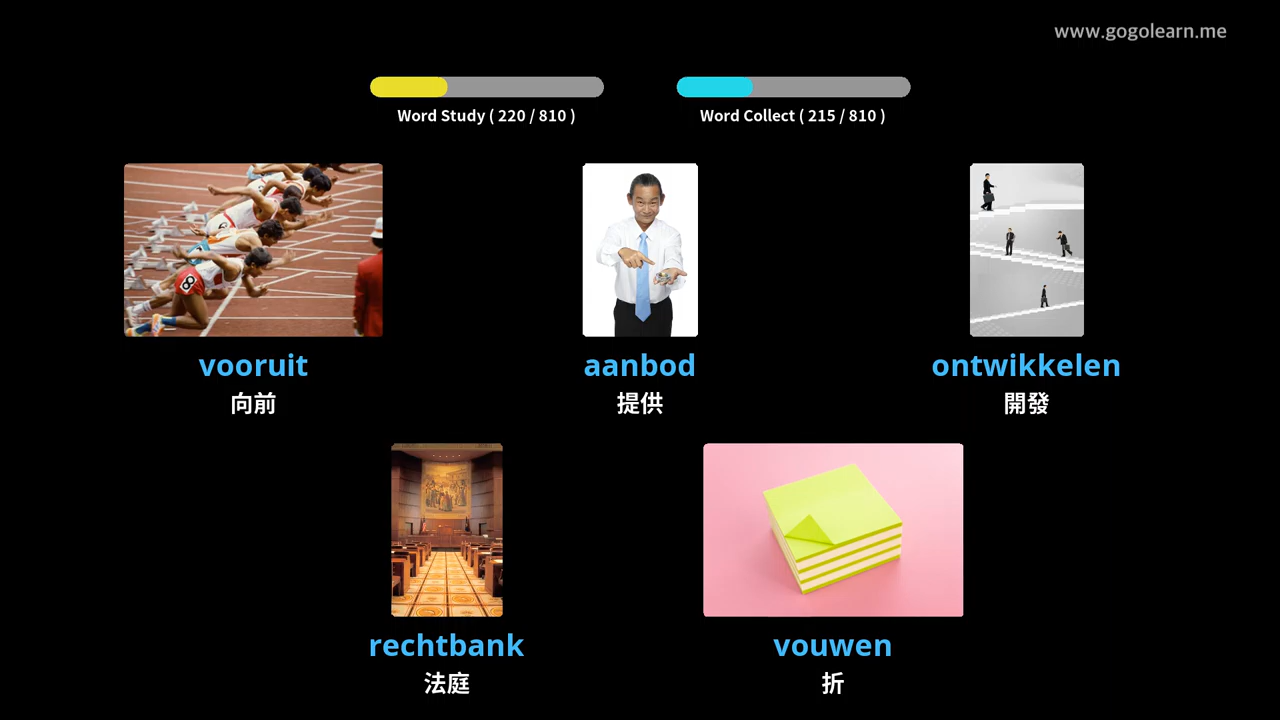 www.gogolearn.me
Word Study ( 220 / 810 )
Word Collect ( 215 / 810 )
vooruit
向前
aanbod
提供
ontwikkelen
開發
rechtbank
法庭
vouwen
折